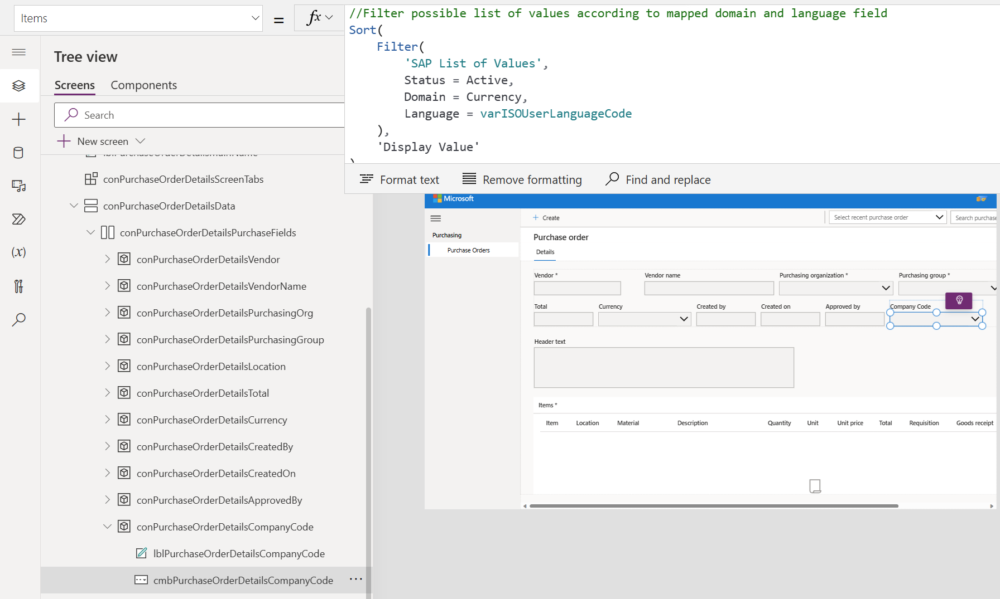 Items
=
fx
//Filter possible list of values according to mapped domain and language field
Sort(
Filter(
'SAP List of Values',
Status = Active,
Domain = Currency,
Language = varISOUserLanguageCode
),
'Display Value'
)
Format text
Remove formatting
Find and replace
Tree view
Screens
Components
Search
New screen
(x)
conPurchaseOrderDetailsScreenTabs
conPurchaseOrderDetailsData
conPurchaseOrderDetailsPurchaseFields
conPurchaseOrderDetailsVendor
conPurchaseOrderDetailsVendorName
conPurchaseOrderDetailsPurchasingOrg
conPurchaseOrderDetailsPurchasingGroup
conPurchaseOrderDetailsLocation
conPurchaseOrderDetailsTotal
conPurchaseOrderDetailsCurrency
conPurchaseOrderDetailsCreatedBy
conPurchaseOrderDetailsCreatedOn
conPurchaseOrderDetailsApprovedBy
conPurchaseOrderDetailsCompanyCode
lblPurchaseOrderDetailsCompanyCode
cmbPurchaseOrderDetailsCompanyCode ...
Microsoft
Purchasing
Purchase Orders
+ Create
Select recent purchase order
Search purchase
Purchase order
Details
Vendor * Vendor name Purchasing organization * Purchasing group *
Total Currency Created by Created on Approved by Company Code
Header text
Items *
Item Location Material Description Quantity Unit Unit price Total Requisition Goods receipt